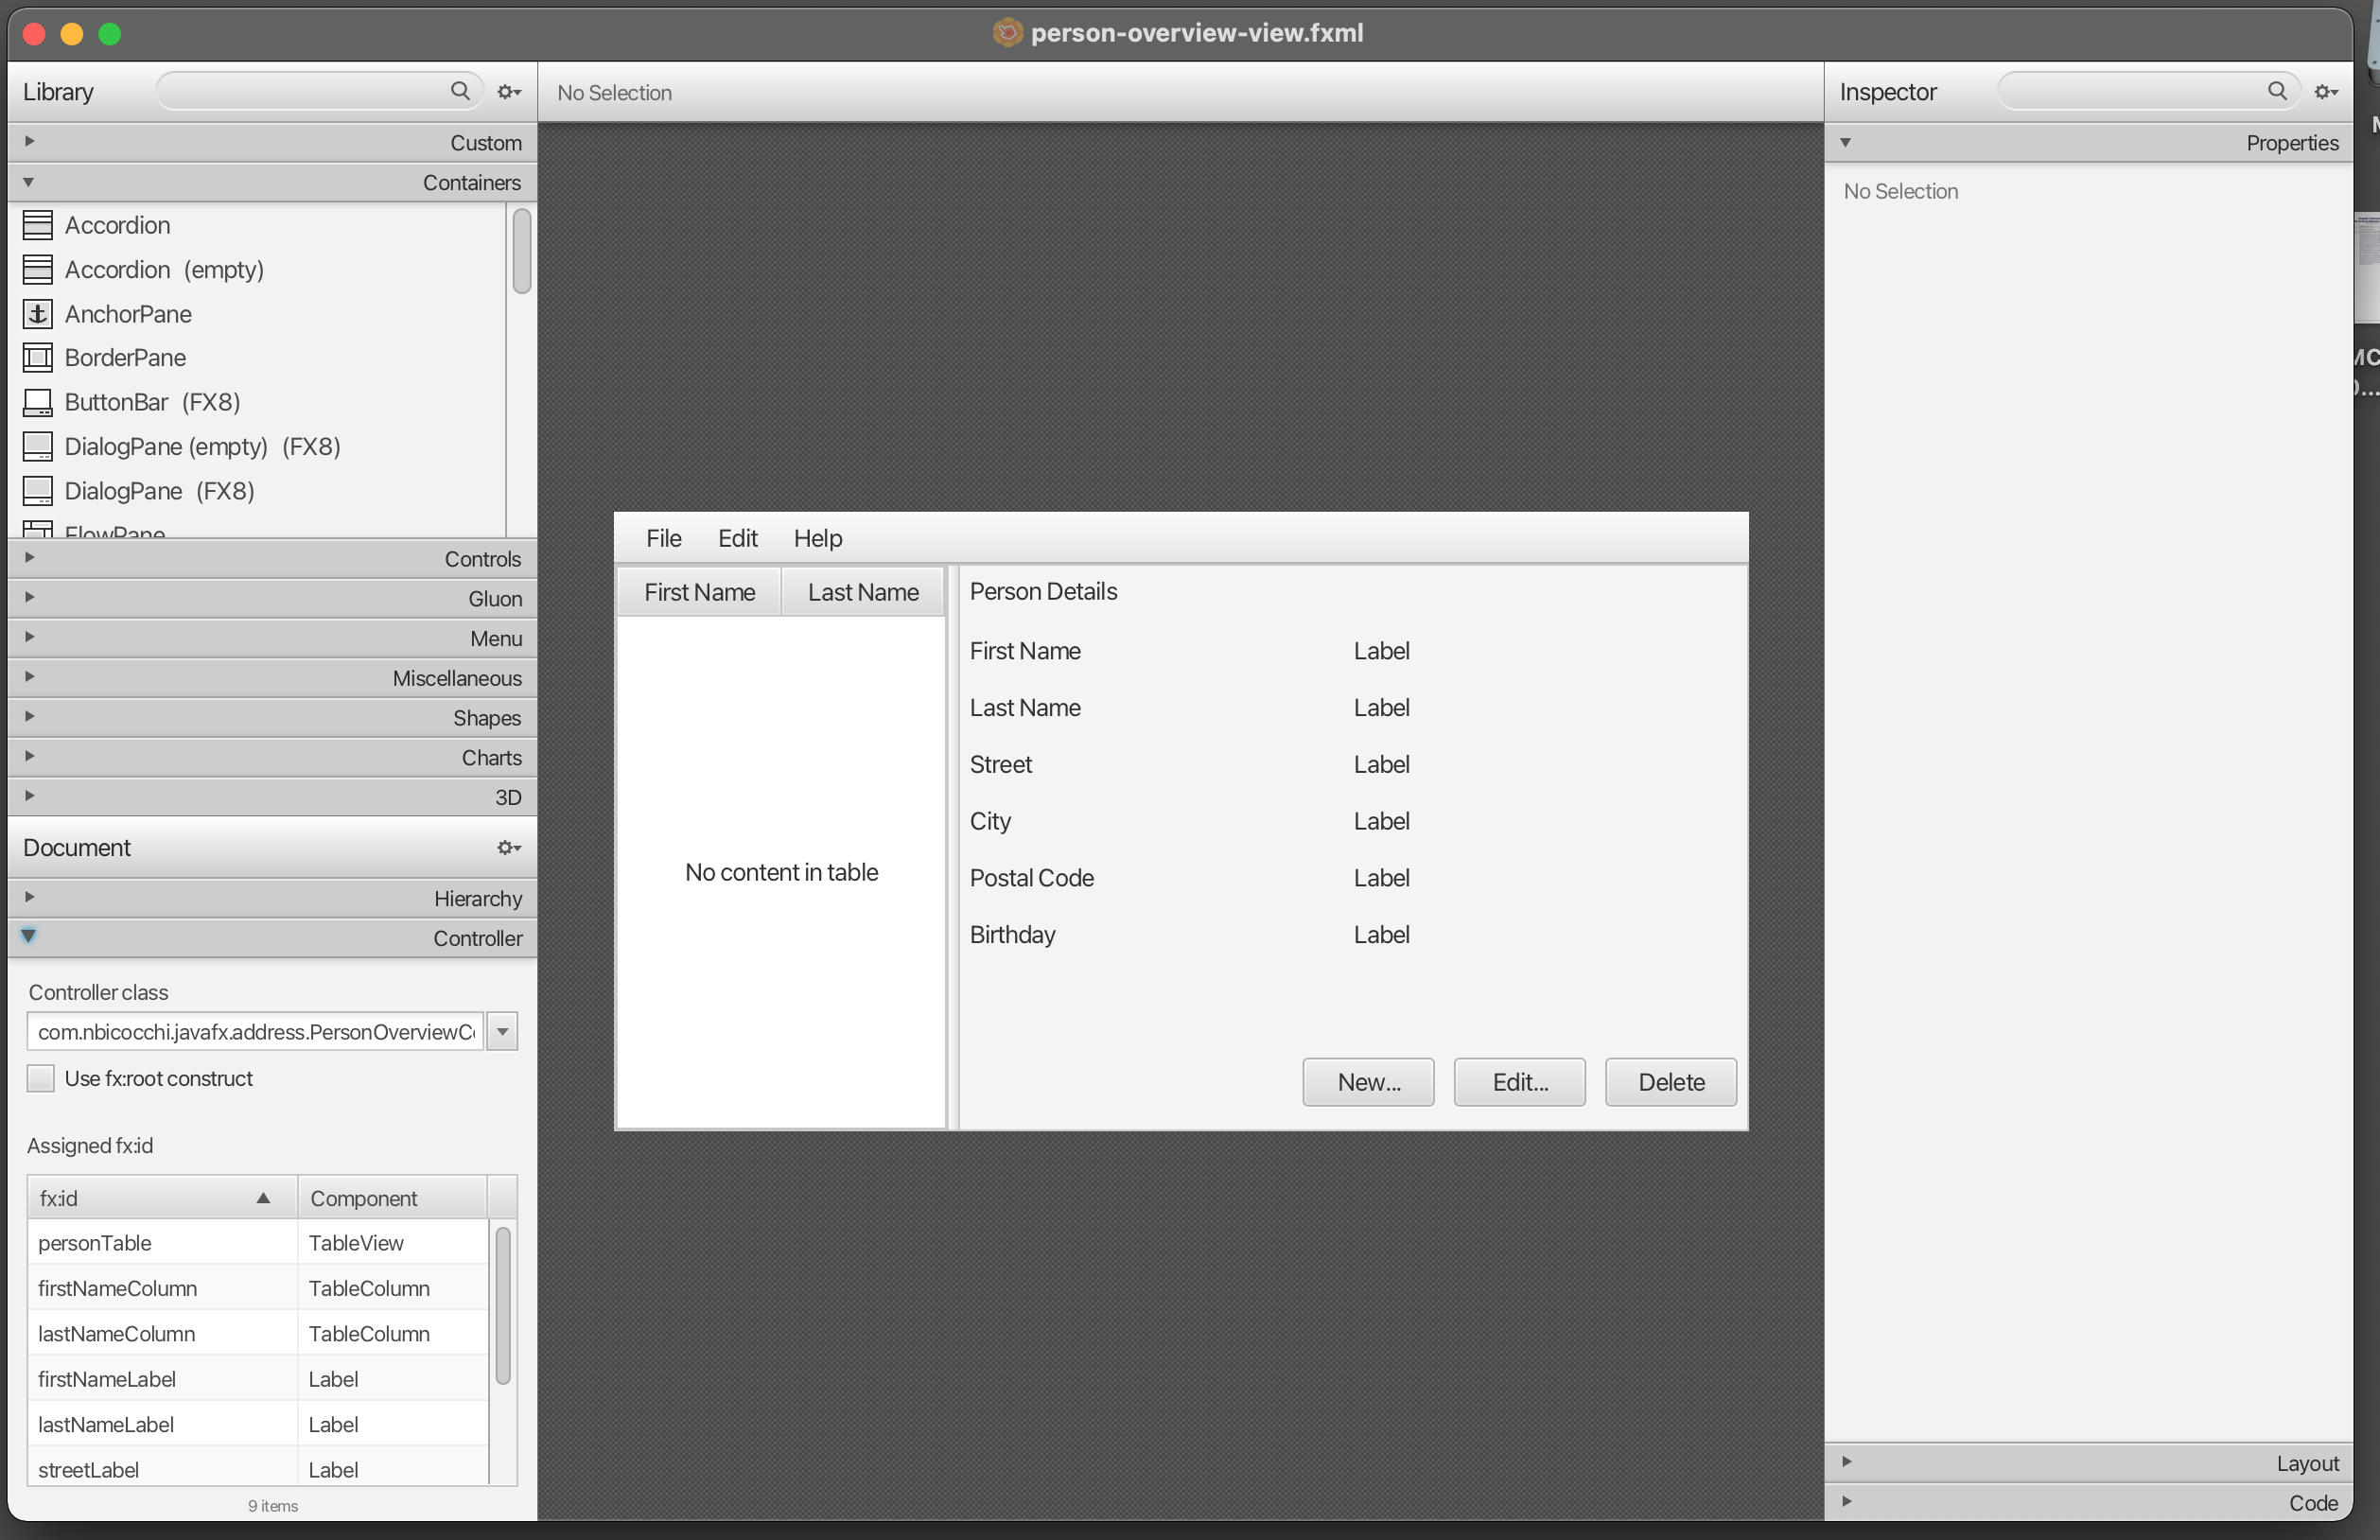 person-overview-view.fxml
Library
No Selection
Inspector
Custom
Properties
Containers
No Selection
Accordion
Accordion (empty)
AnchorPane
BorderPane
ButtonBar (FX8)
DialogPane (empty) (FX8)
DialogPane (FX8)
FlowPane
Controls
Gluon
Menu
Miscellaneous
Shapes
Charts
3D
Document
Hierarchy
Controller
Controller class
com.nbicocchi.javafx.address.PersonOverviewC
Use fx:root construct
Assigned fx:id
fx:id Component
personTable TableView
firstNameColumn TableColumn
lastNameColumn TableColumn
firstNameLabel Label
lastNameLabel Label
streetLabel Label
9 items
File Edit Help
First Name Last Name
No content in table
Person Details
First Name Label
Last Name Label
Street Label
City Label
Postal Code Label
Birthday Label
New... Edit... Delete
Layout
Code